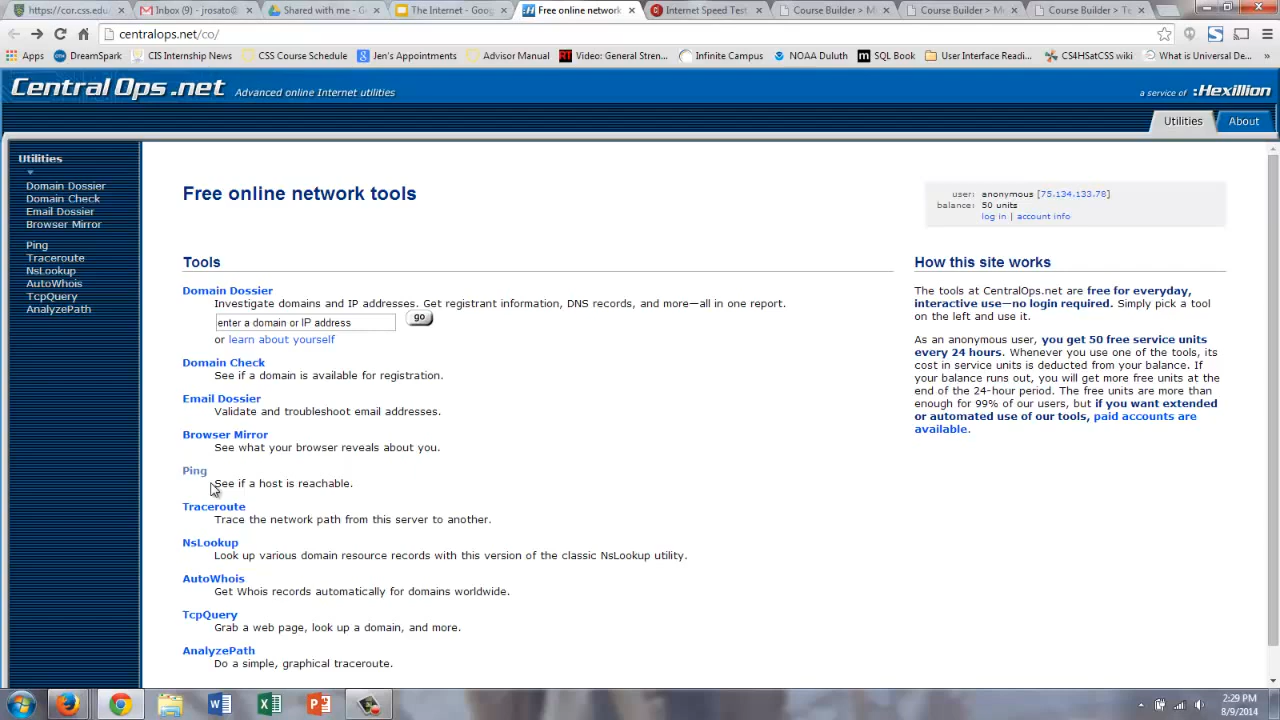 https://cor.css.edu
Inbox (9) - jrosato@
Shared with me - G
The Internet - Goog
Free online network
Internet Speed Test
Course Builder > M
Course Builder > M
Course Builder > Te
centralops.net/co/
Apps
DreamSpark
CIS Internship News
CSS Course Schedule
Jen's Appointments
Advisor Manual
RT Video: General Stren...
Infinite Campus
NOAA Duluth
SQL Book
User Interface Readi...
CS4HSatCSS wiki
What is Universal De...
CentralOps.net Advanced online Internet utilities
a service of :Hexillion
Utilities About
Utilities
Domain Dossier
Domain Check
Email Dossier
Browser Mirror
Ping
Traceroute
NsLookup
AutoWhois
TcpQuery
AnalyzePath
Free online network tools
user: anonymous [75.134.133.78]
balance: 50 units
log in | account info
Tools
Domain Dossier
Investigate domains and IP addresses. Get registrant information, DNS records, and more—all in one report.
enter a domain or IP address go
or learn about yourself
Domain Check
See if a domain is available for registration.
Email Dossier
Validate and troubleshoot email addresses.
Browser Mirror
See what your browser reveals about you.
Ping
See if a host is reachable.
Traceroute
Trace the network path from this server to another.
NsLookup
Look up various domain resource records with this version of the classic NsLookup utility.
AutoWhois
Get Whois records automatically for domains worldwide.
TcpQuery
Grab a web page, look up a domain, and more.
AnalyzePath
Do a simple, graphical traceroute.
How this site works
The tools at CentralOps.net are free for everyday,
interactive use—no login required. Simply pick a tool
on the left and use it.
As an anonymous user, you get 50 free service units
every 24 hours. Whenever you use one of the tools, its
cost in service units is deducted from your balance. If
your balance runs out, you will get more free units at the
end of the 24-hour period. The free units are more than
enough for 99% of our users, but if you want extended
or automated use of our tools, paid accounts are
available.
2:29 PM
8/9/2014